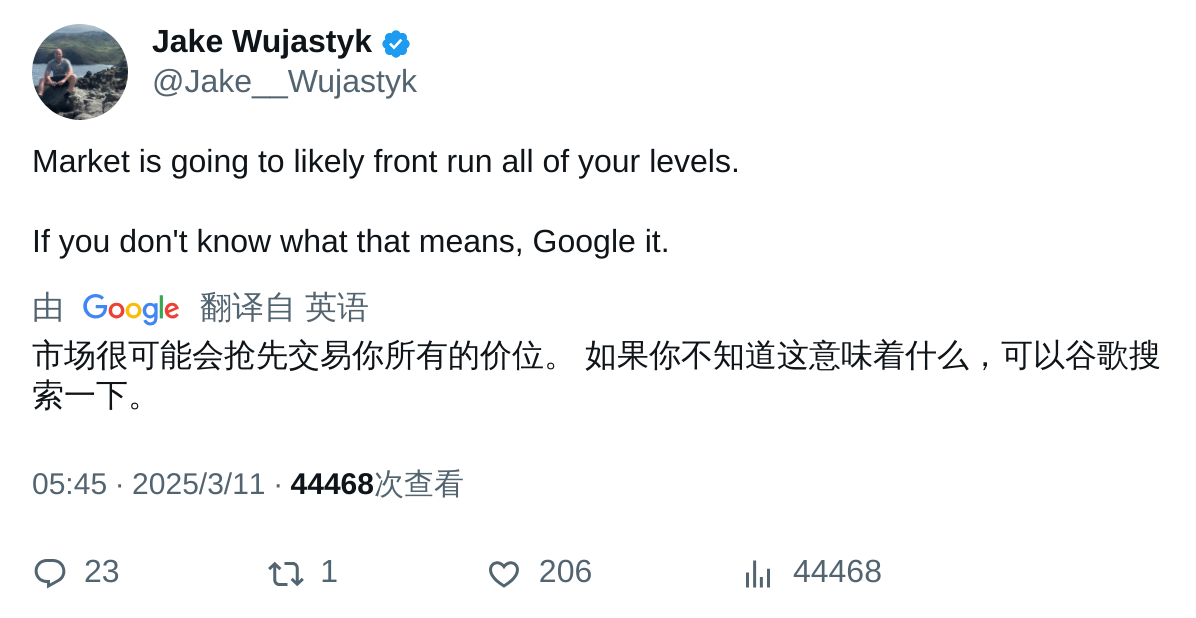 Jake Wujastyk
@Jake__Wujastyk
Market is going to likely front run all of your levels.
If you don't know what that means, Google it.
由 Google 翻译自 英语
市场很可能会抢先交易你所有的价位。 如果你不知道这意味着什么，可以谷歌搜
索一下。
05:45 · 2025/3/11 · 44468次查看
23 1 206 44468